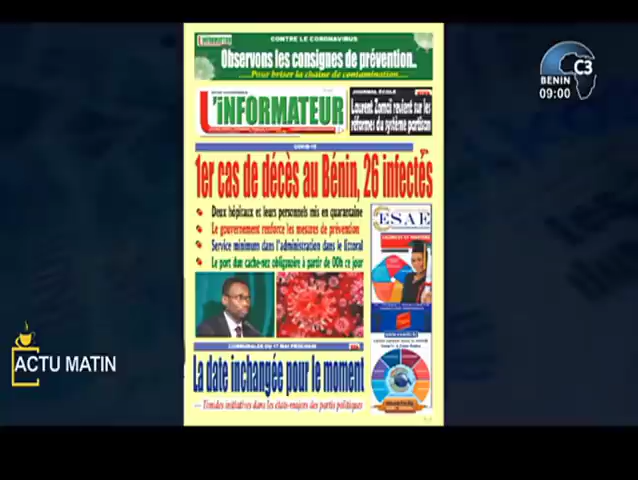 L'INFORMATEUR
CONTRE LE CORONAVIRUS
Observons les consignes de prévention..
Pour briser la chaîne de contamination
C3
BENIN
09:00
L'INFORMATEUR
JOURNAL ÉCOLE
Laurent Zomaï revient sur les
réformes du système partisan
COVID-19
1er cas de décès au Bénin, 26 infectés
Deux hôpitaux et leurs personnels mis en quarantaine
Le gouvernement renforce les mesures de prévention
Service minimum dans l'administration dans le littoral
Le port d'un cache-nez obligatoire à partir de 00h ce jour
ESAE
COMMUNALES DU 17 MAI PROCHAIN
La date inchangée pour le moment
Timides initiatives dans les états-majors des partis politiques
ACTU MATIN